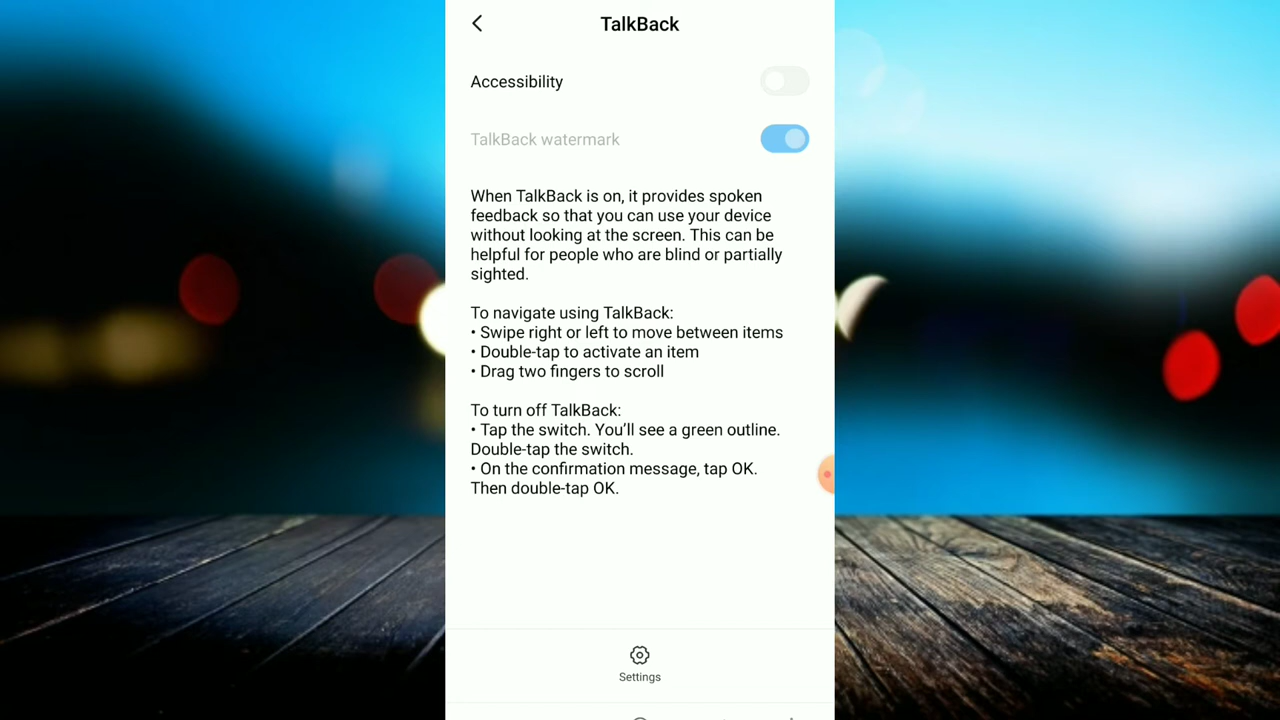 TalkBack
Accessibility
TalkBack watermark
When TalkBack is on, it provides spoken
feedback so that you can use your device
without looking at the screen. This can be
helpful for people who are blind or partially
sighted.
To navigate using TalkBack:
• Swipe right or left to move between items
• Double-tap to activate an item
• Drag two fingers to scroll
To turn off TalkBack:
• Tap the switch. You’ll see a green outline.
Double-tap the switch.
• On the confirmation message, tap OK.
Then double-tap OK.
Settings